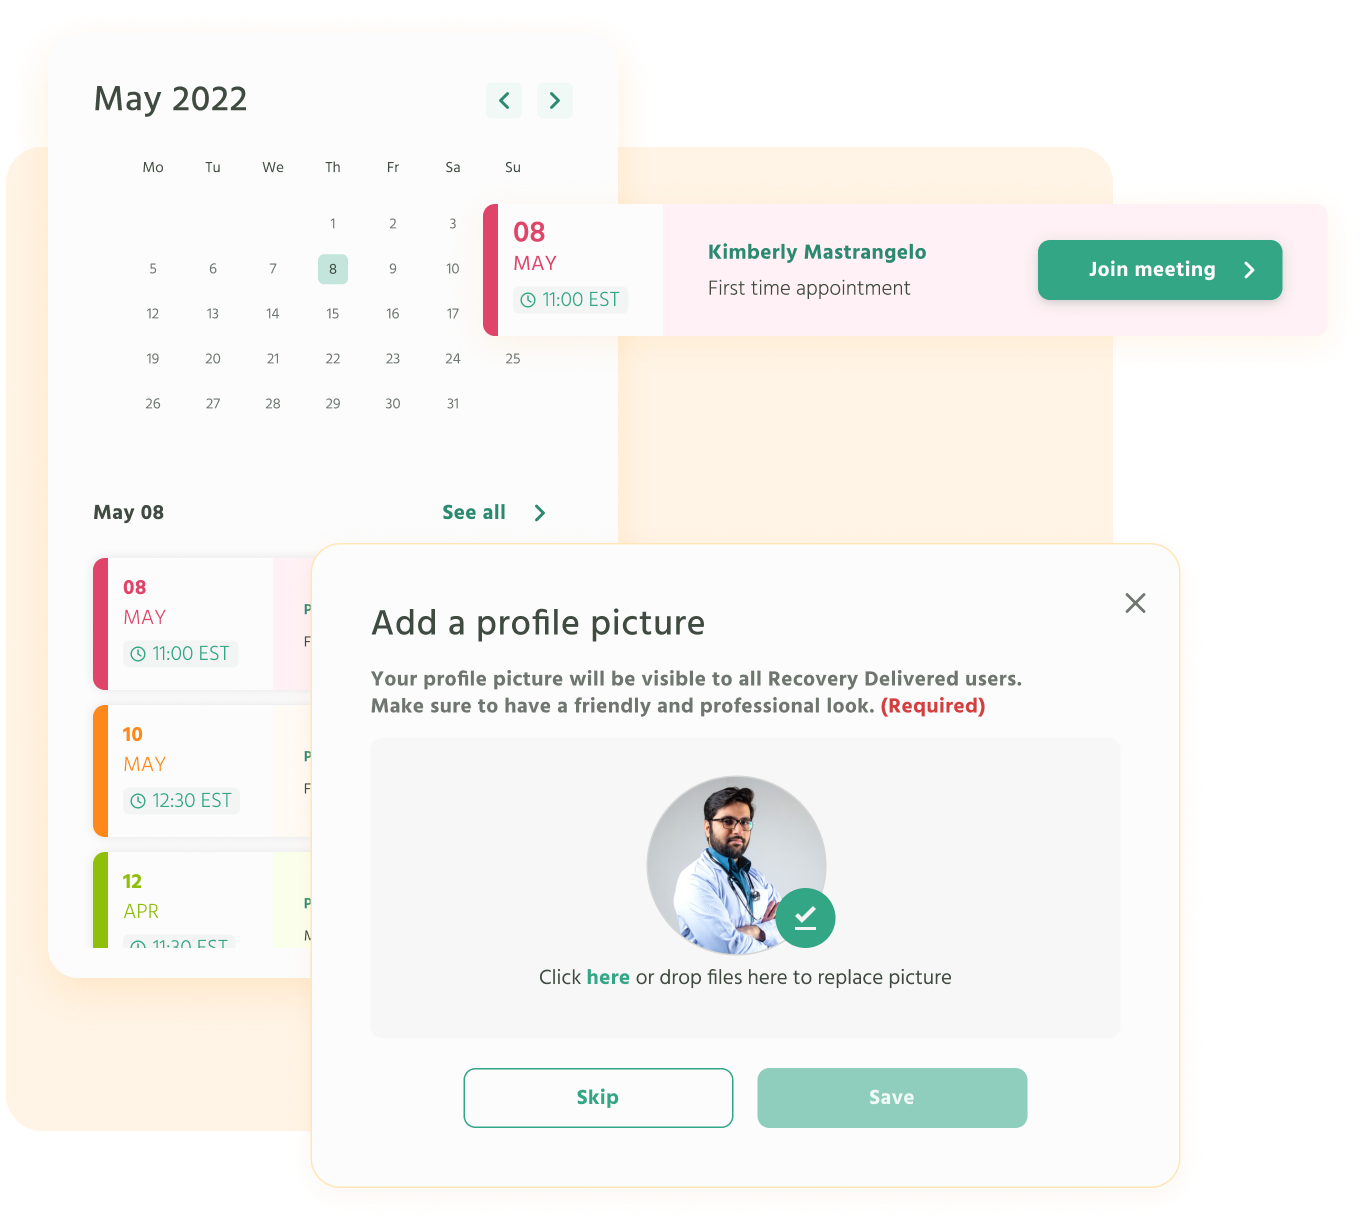 May 2022
Mo Tu We Th Fr Sa Su
1 2 3
5 6 7 8 9 10
12 13 14 15 16 17
19 20 21 22 23 24 25
26 27 28 29 30 31
08
MAY
11:00 EST
Kimberly Mastrangelo
First time appointment
Join meeting
May 08
See all
08
MAY
11:00 EST
P
F
10
MAY
12:30 EST
P
F
12
APR
11:30 EST
P
Add a profile picture
Your profile picture will be visible to all Recovery Delivered users.
Make sure to have a friendly and professional look. (Required)
Click here or drop files here to replace picture
Skip
Save